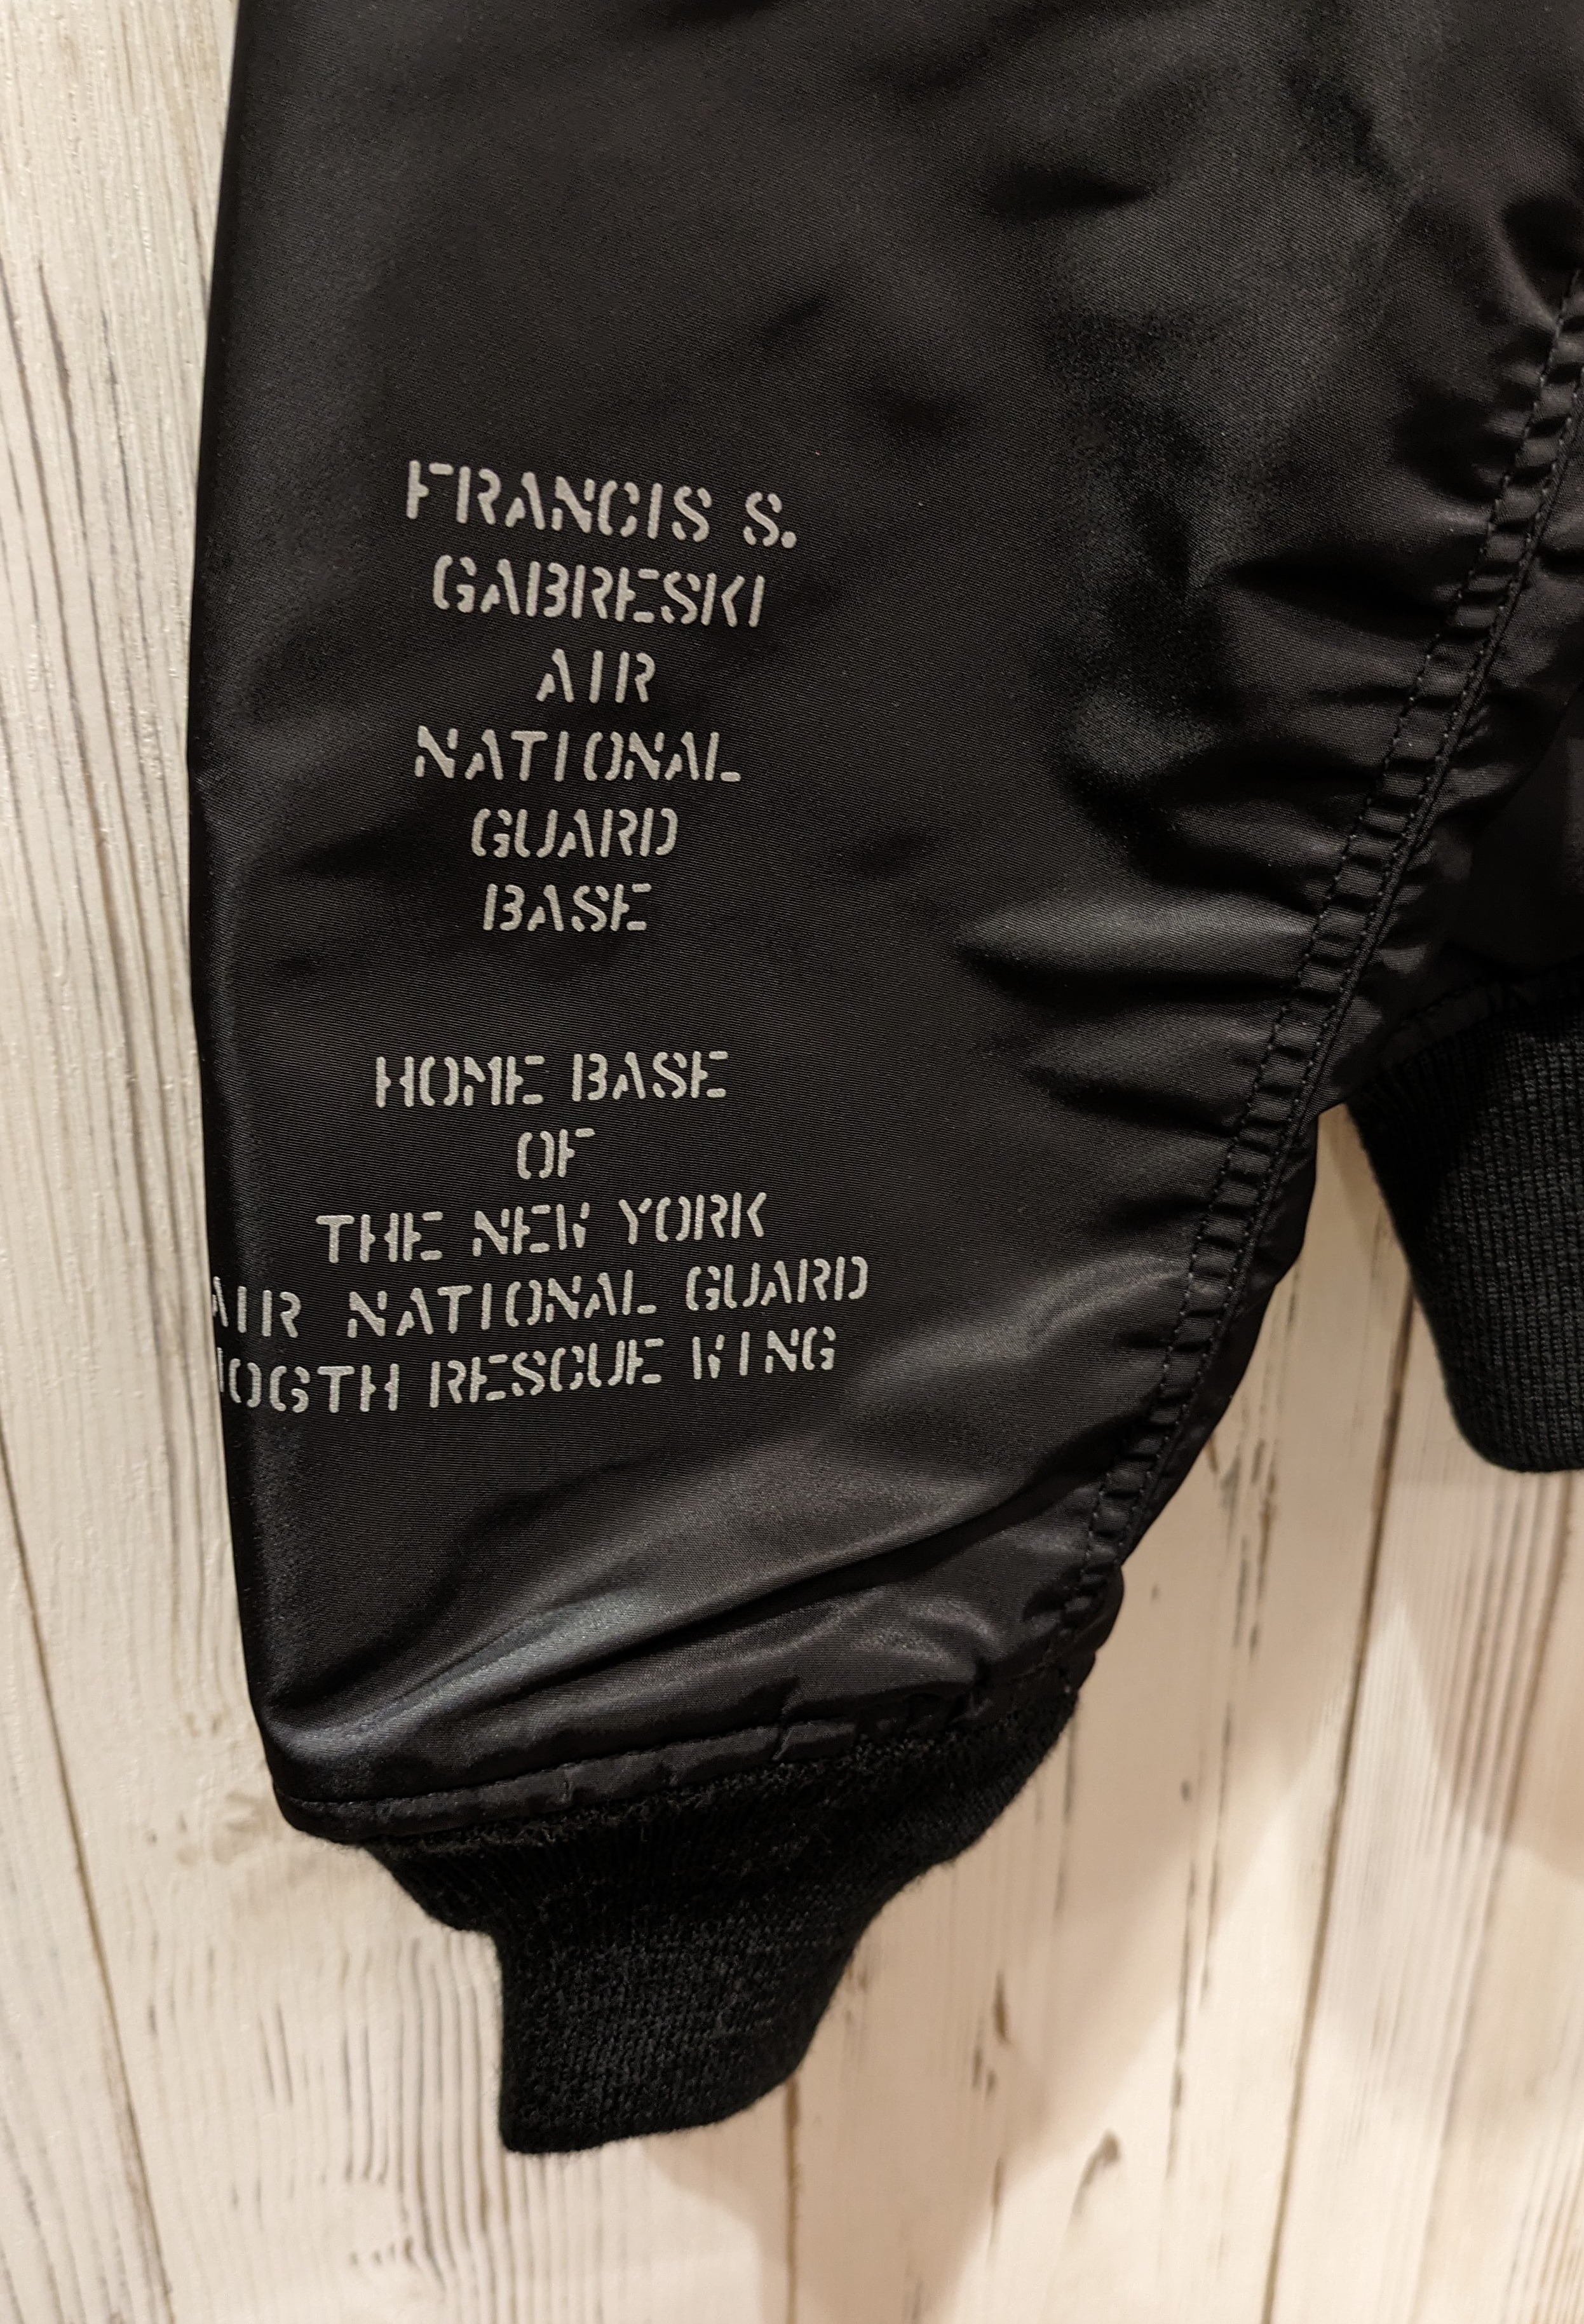 FRANCIS S.
GABRESKI
AIR
NATIONAL
GUARD
BASE
HOME BASE
OF
THE NEW YORK
AIR NATIONAL GUARD
106TH RESCUE WING